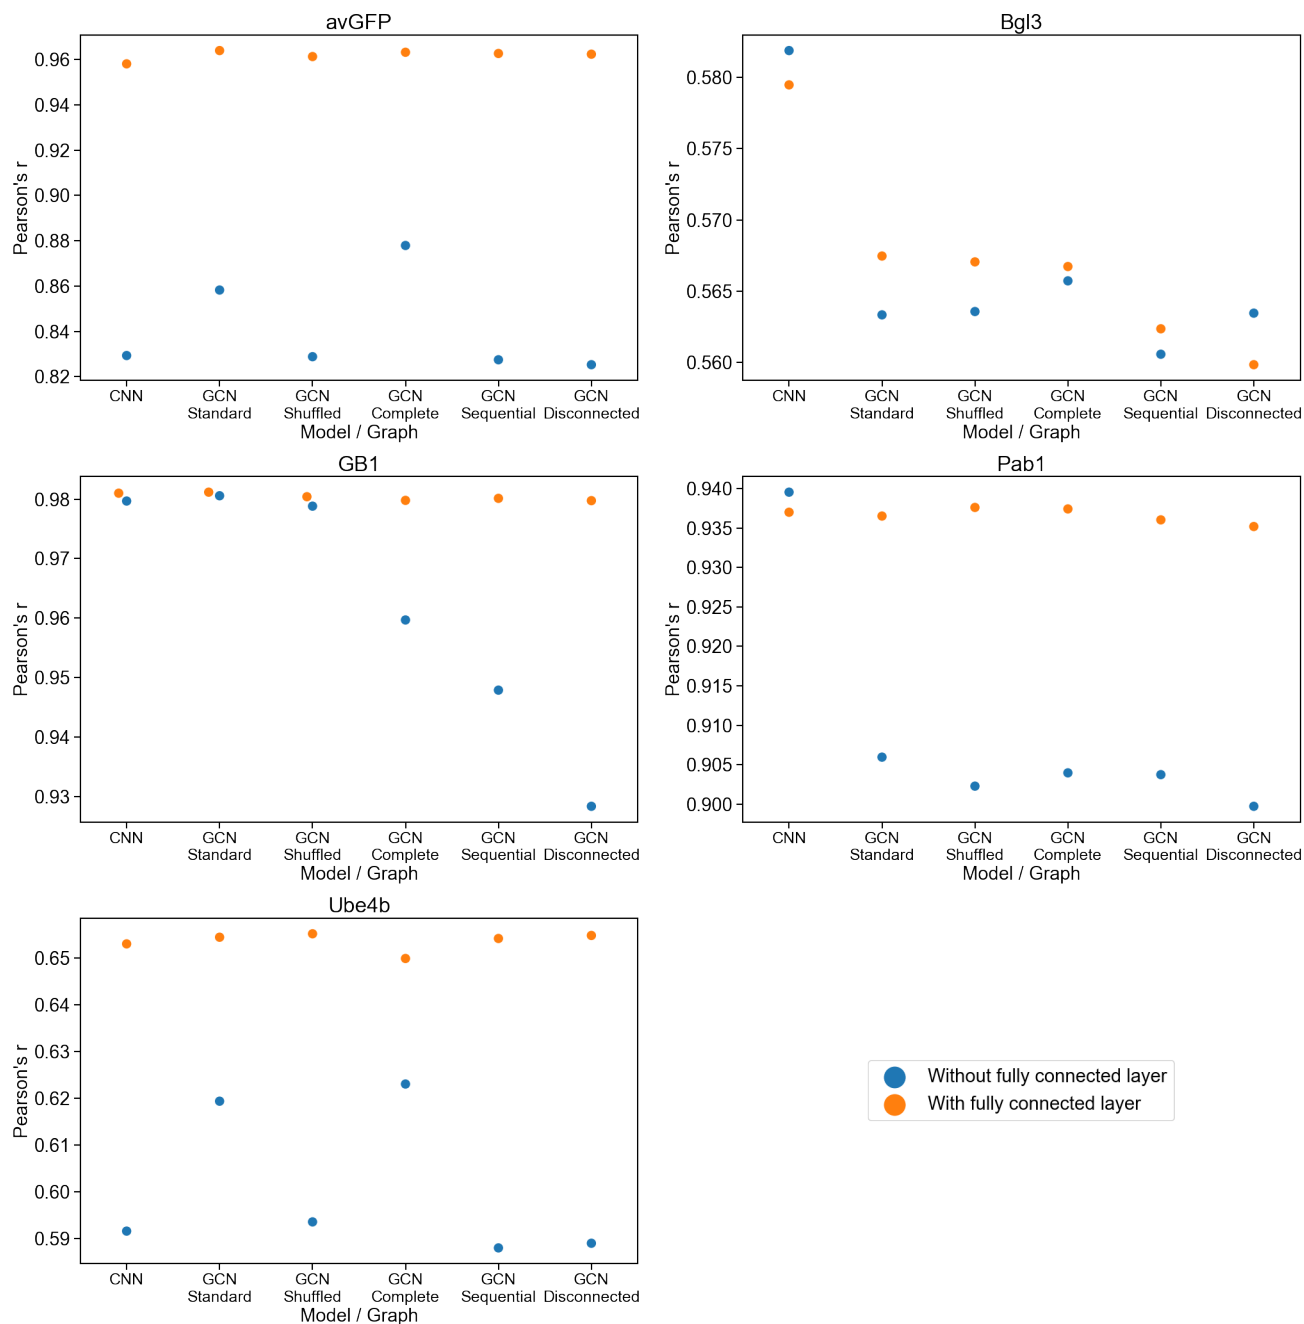 avGFP
Pearson's r
0.96
0.94
0.92
0.90
0.88
0.86
0.84
0.82
CNN
GCN
Standard
GCN
Shuffled
GCN
Complete
GCN
Sequential
GCN
Disconnected
Model / Graph
Bgl3
Pearson's r
0.580
0.575
0.570
0.565
0.560
CNN
GCN
Standard
GCN
Shuffled
GCN
Complete
GCN
Sequential
GCN
Disconnected
Model / Graph
GB1
Pearson's r
0.98
0.97
0.96
0.95
0.94
0.93
CNN
GCN
Standard
GCN
Shuffled
GCN
Complete
GCN
Sequential
GCN
Disconnected
Model / Graph
Pab1
Pearson's r
0.940
0.935
0.930
0.925
0.920
0.915
0.910
0.905
0.900
CNN
GCN
Standard
GCN
Shuffled
GCN
Complete
GCN
Sequential
GCN
Disconnected
Model / Graph
Ube4b
Pearson's r
0.65
0.64
0.63
0.62
0.61
0.60
0.59
CNN
GCN
Standard
GCN
Shuffled
GCN
Complete
GCN
Sequential
GCN
Disconnected
Model / Graph
Without fully connected layer
With fully connected layer